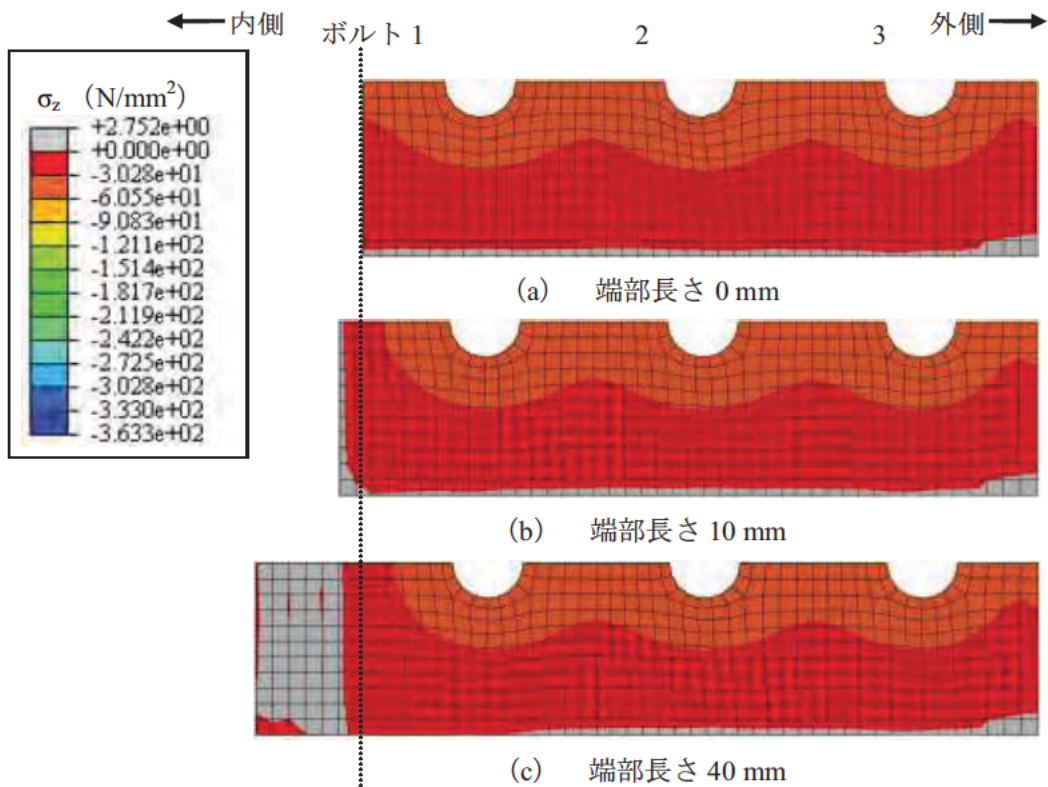 内側 ボルト 1 2 3 外側
σz (N/mm²)
+2.752e+00
+0.000e+00
-3.028e+01
-6.055e+01
-9.083e+01
-1.211e+02
-1.514e+02
-1.817e+02
-2.119e+02
-2.422e+02
-2.725e+02
-3.028e+02
-3.330e+02
-3.633e+02
(a) 端部長さ 0 mm
(b) 端部長さ 10 mm
(c) 端部長さ 40 mm